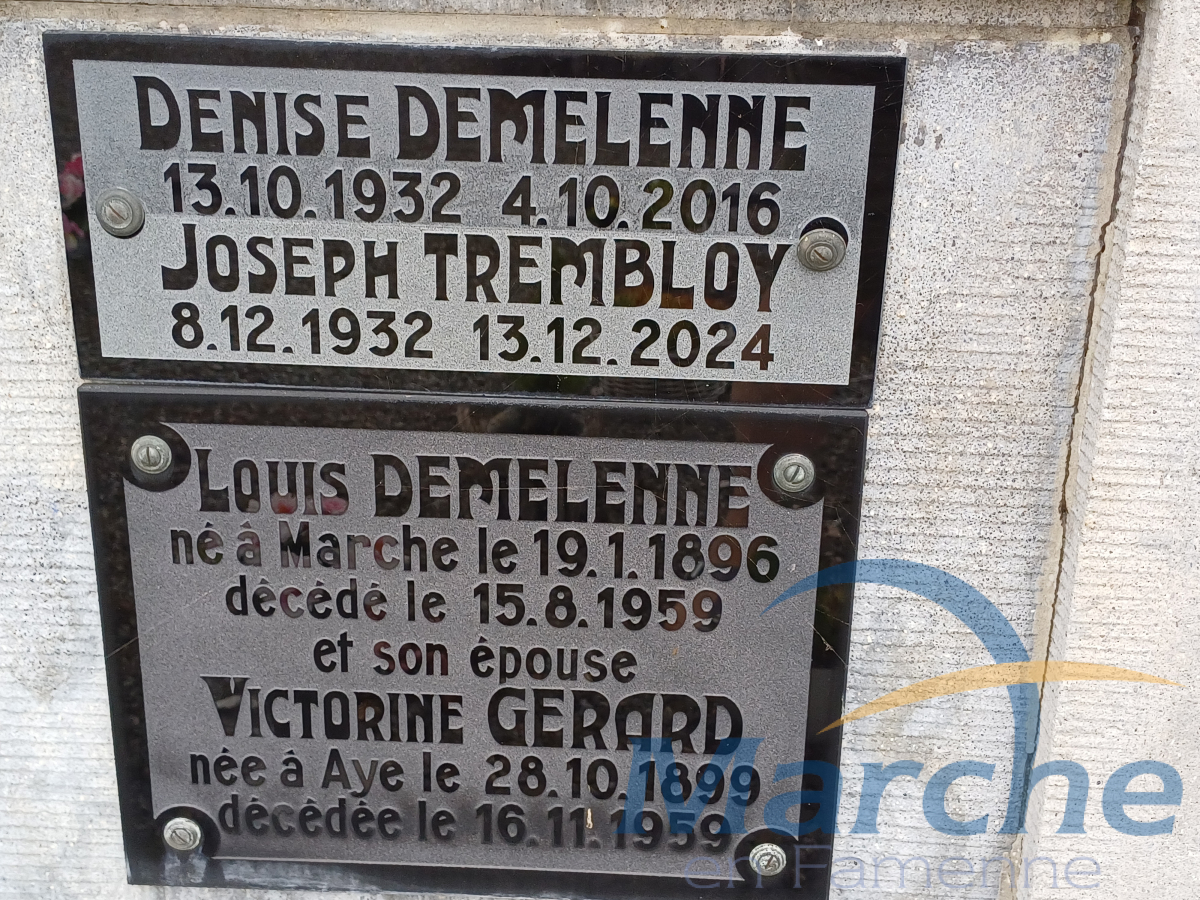 DENISE DEMELENNE
13.10.1932 4.10.2016
JOSEPH TREMBLOY
8.12.1932 13.12.2024
LOUIS DEMELENNE
né à Marche le 19.1.1896
décédé le 15.8.1959
et son épouse
VICTORINE GERARD
née à Aye le 28.10.1899
décédée le 16.11.1959
Marche
en Famenne